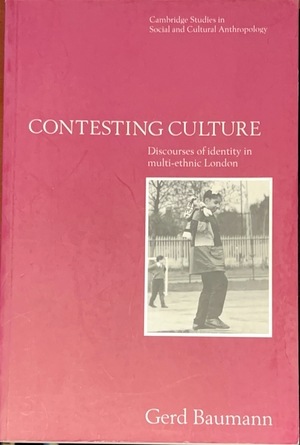 Cambridge Studies in
Social and Cultural Anthropology
CONTESTING CULTURE
Discourses of identity in
multi-ethnic London
Gerd Baumann